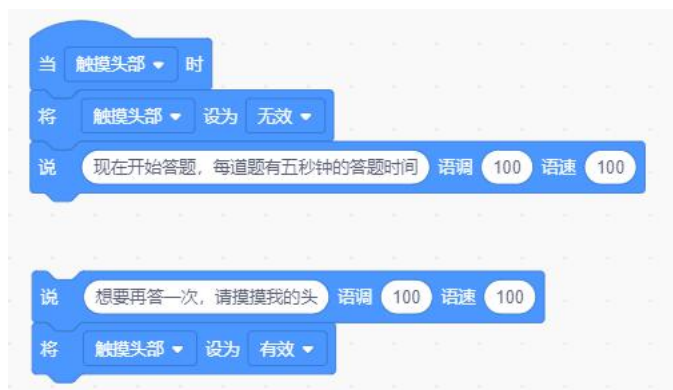 当 触摸头部 时
将 触摸头部 设为 无效
说 现在开始答题，每道题有五秒钟的答题时间 语调 100 语速 100
说 想要再答一次，请摸摸我的头 语调 100 语速 100
将 触摸头部 设为 有效